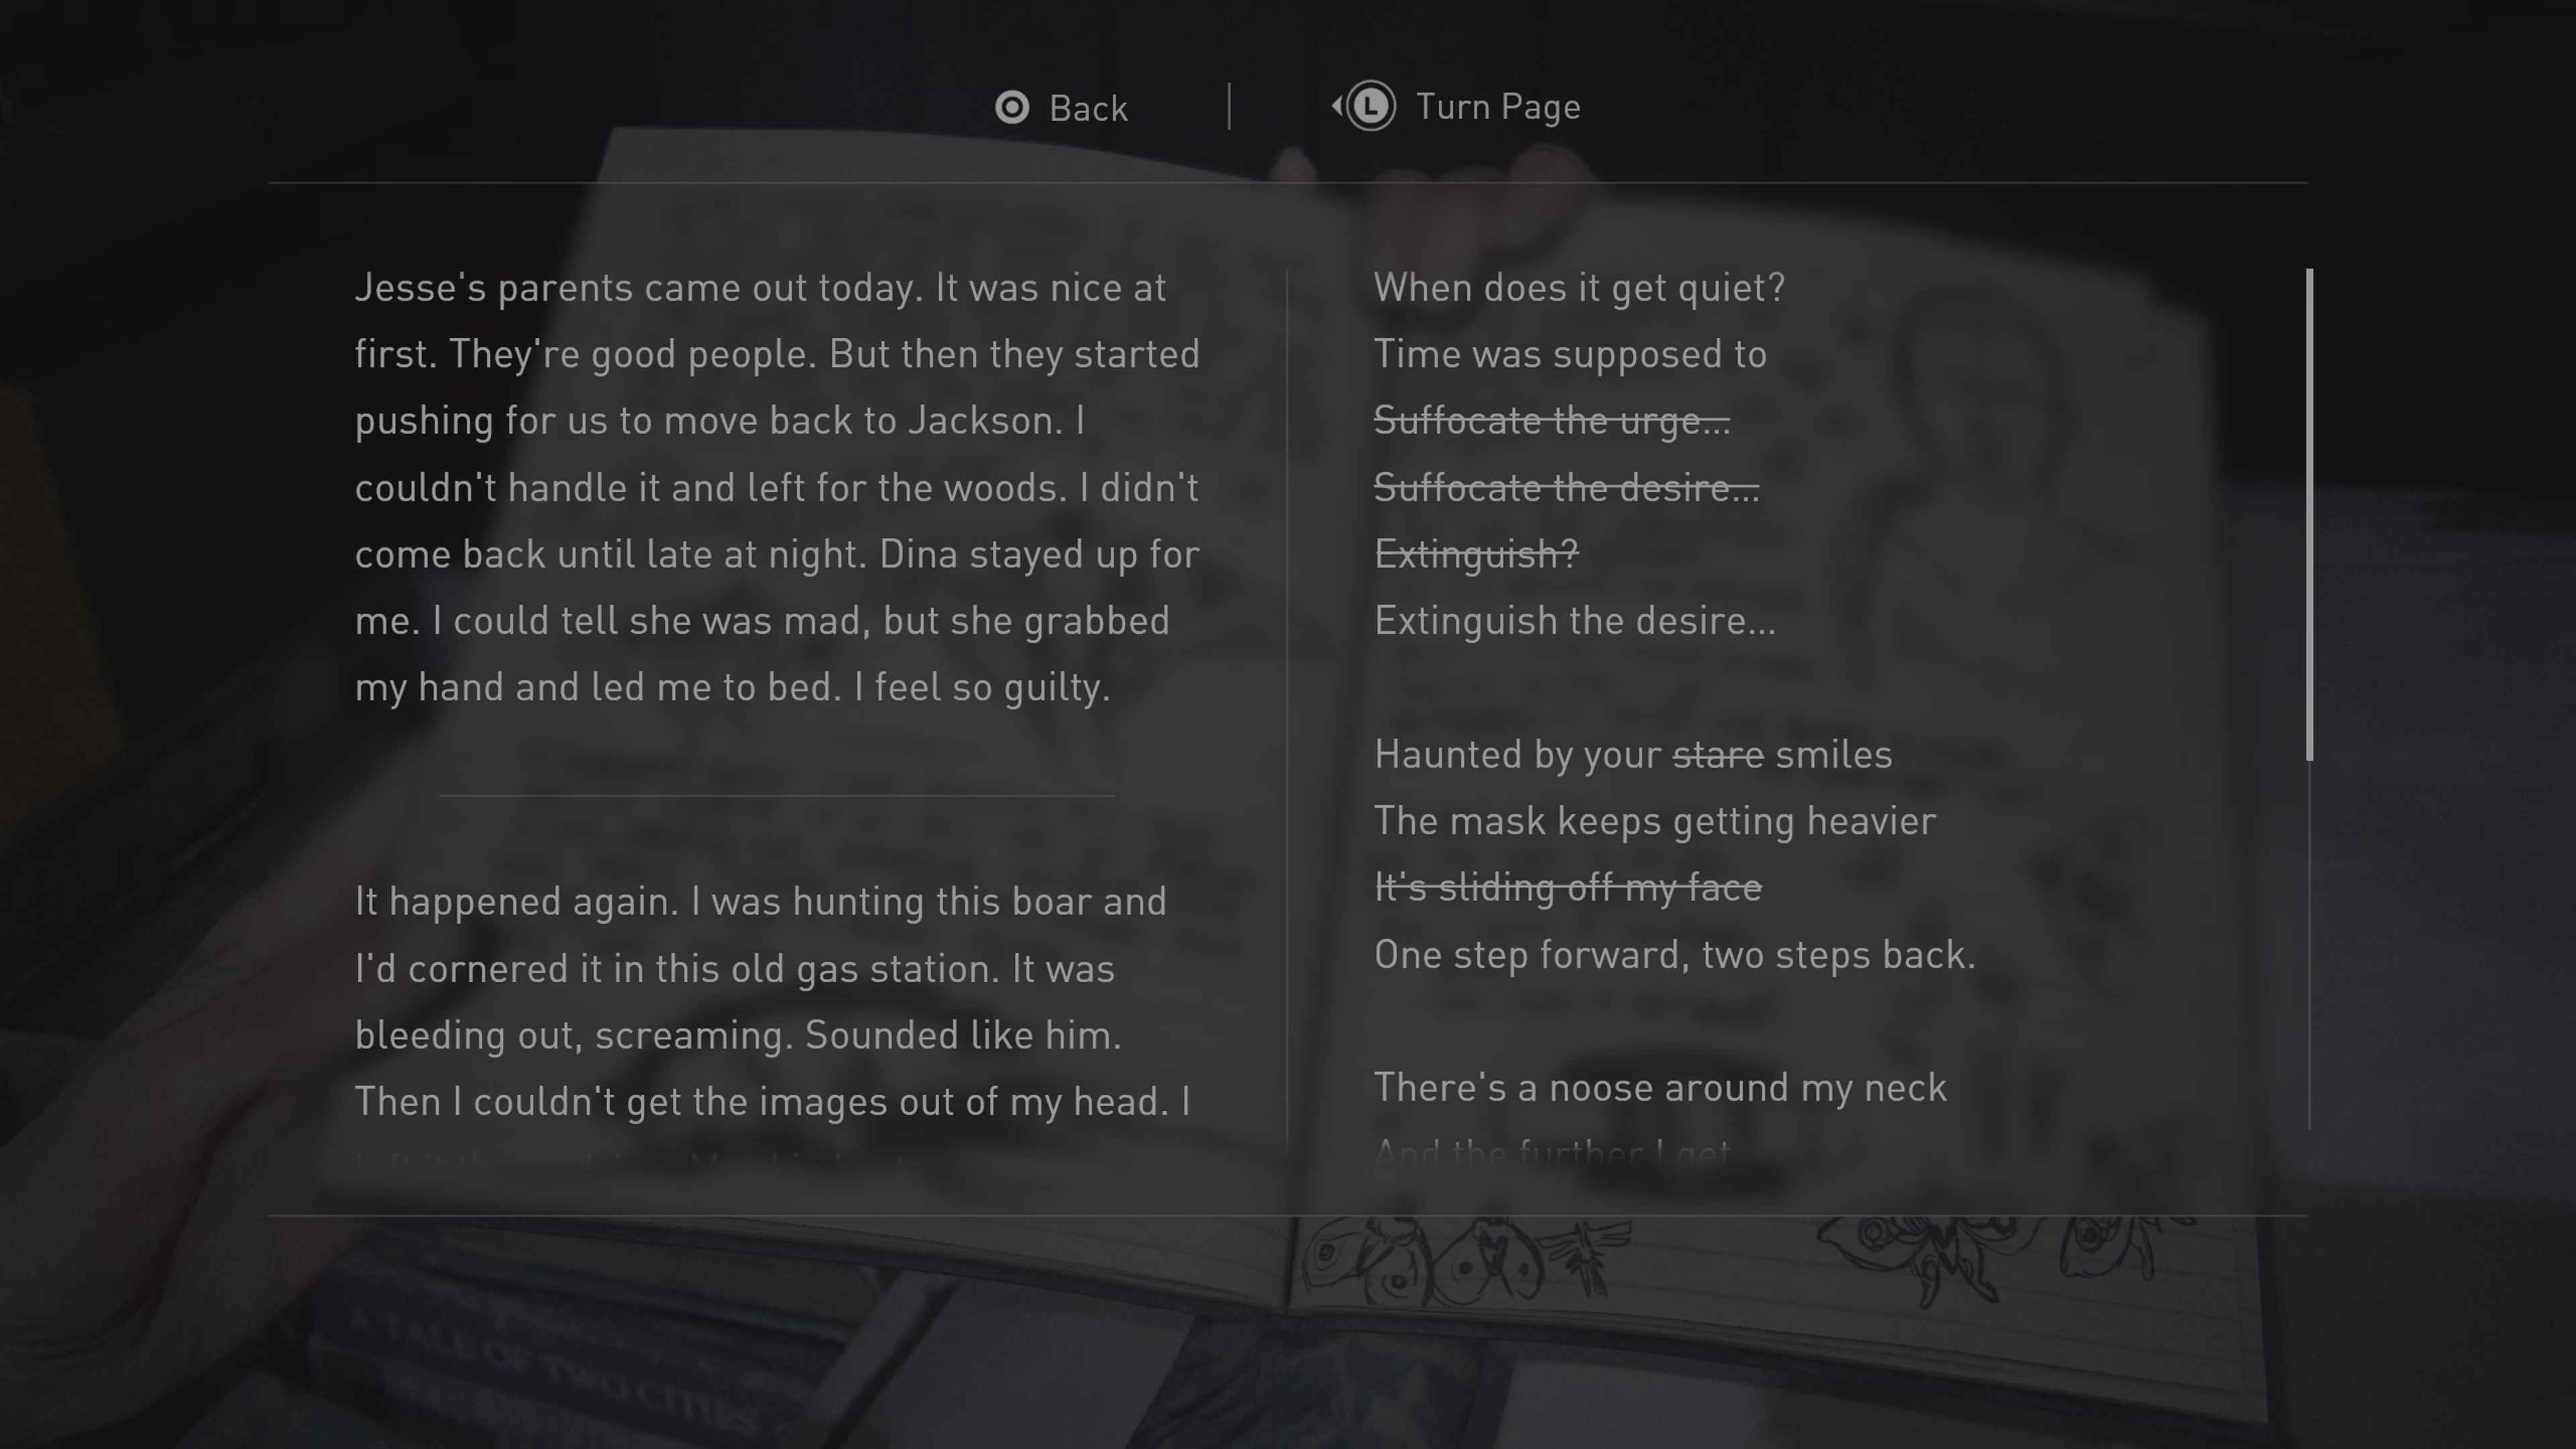 Back
L Turn Page
Jesse's parents came out today. It was nice at
first. They're good people. But then they started
pushing for us to move back to Jackson. I
couldn't handle it and left for the woods. I didn't
come back until late at night. Dina stayed up for
me. I could tell she was mad, but she grabbed
my hand and led me to bed. I feel so guilty.
It happened again. I was hunting this boar and
I'd cornered it in this old gas station. It was
bleeding out, screaming. Sounded like him.
Then I couldn't get the images out of my head. I
When does it get quiet?
Time was supposed to
Suffocate the urge...
Suffocate the desire...
Extinguish?
Extinguish the desire...
Haunted by your stare smiles
The mask keeps getting heavier
It's sliding off my face
One step forward, two steps back.
There's a noose around my neck
And the further I get
A TALE OF TWO CITIES